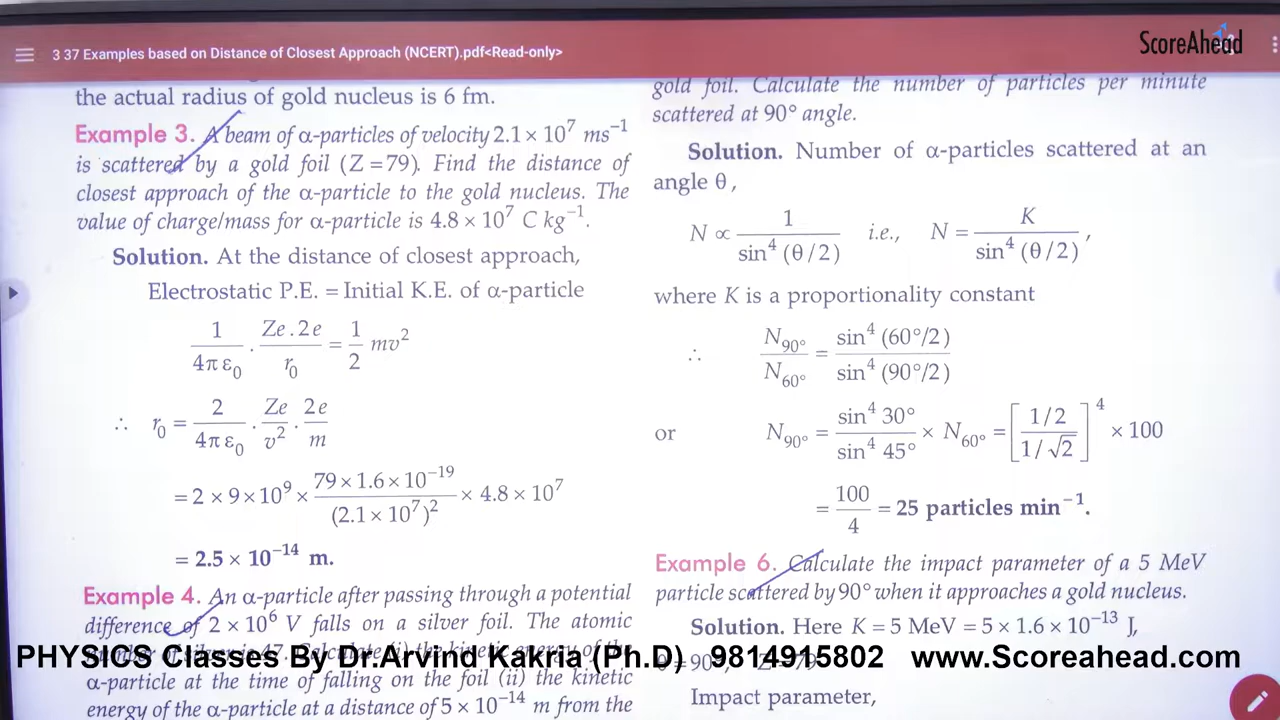 3 37 Examples based on Distance of Closest Approach (NCERT).pdf<Read-only>
ScoreAhead
the actual radius of gold nucleus is 6 fm.
Example 3. A beam of α-particles of velocity 2.1 × 10⁷ ms⁻¹
is scattered by a gold foil (Z = 79). Find the distance of
closest approach of the α-particle to the gold nucleus. The
value of charge/mass for α-particle is 4.8 × 10⁷ C kg⁻¹.
Solution. At the distance of closest approach,
Electrostatic P.E. = Initial K.E. of α-particle
1/(4π ε₀) · (Ze . 2e)/r₀ = 1/2 mv²
∴ r₀ = 2/(4π ε₀) · Ze/v² · 2e/m
= 2 × 9 × 10⁹ × (79 × 1.6 × 10⁻¹⁹)/(2.1 × 10⁷)² × 4.8 × 10⁷
= 2.5 × 10⁻¹⁴ m.
Example 4. An α-particle after passing through a potential
difference of 2 × 10⁶ V falls on a silver foil. The atomic
α-particle at the time of falling on the foil (ii) the kinetic
energy of the α-particle at a distance of 5 × 10⁻¹⁴ m from the
gold foil. Calculate the number of particles per minute
scattered at 90° angle.
Solution. Number of α-particles scattered at an
angle θ,
N ∝ 1/sin⁴ (θ/2) i.e., N = K/sin⁴ (θ/2) ,
where K is a proportionality constant
∴ N₉₀°/N₆₀° = sin⁴ (60°/2)/sin⁴ (90°/2)
or N₉₀° = sin⁴ 30°/sin⁴ 45° × N₆₀° = [(1/2)/(1/√2)]⁴ × 100
= 100/4 = 25 particles min⁻¹.
Example 6. Calculate the impact parameter of a 5 MeV
particle scattered by 90° when it approaches a gold nucleus.
Solution. Here K = 5 MeV = 5 × 1.6 × 10⁻¹³ J,
Impact parameter,
PHYSICS Classes By Dr.Arvind Kakria (Ph.D) 9814915802 www.Scoreahead.com